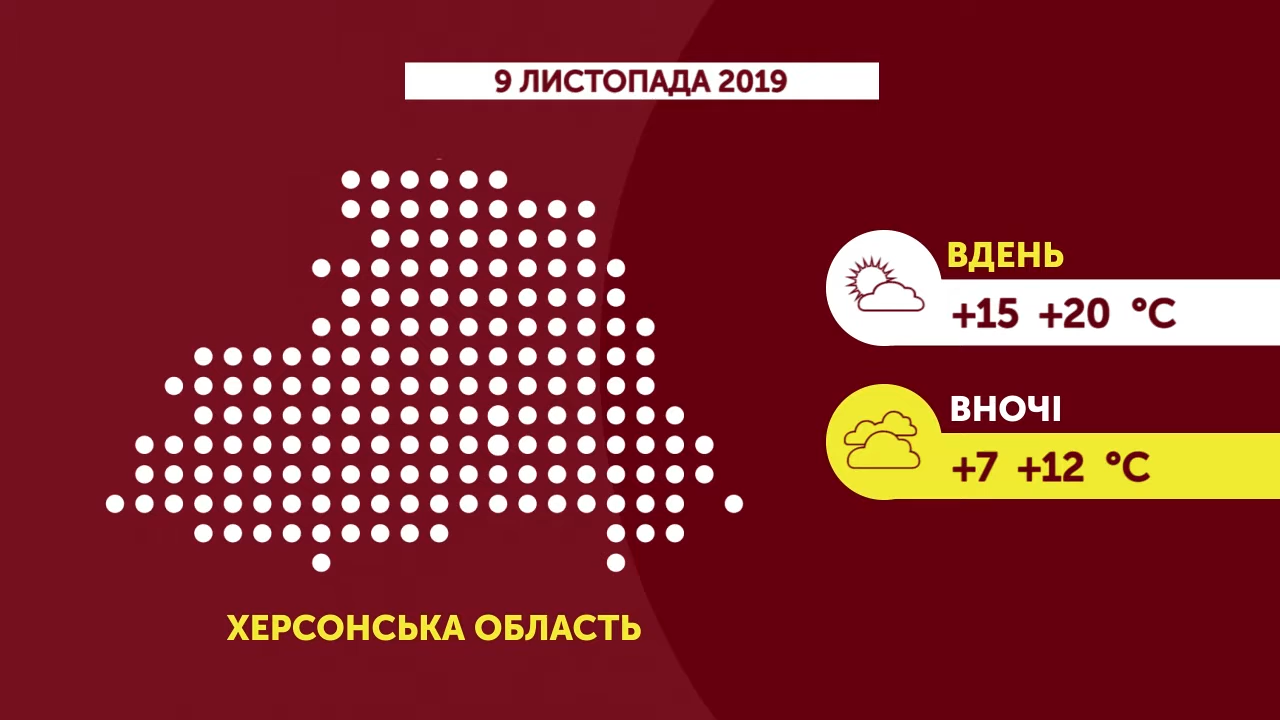 9 ЛИСТОПАДА 2019
ВДЕНЬ
+15 +20 °C
ВНОЧІ
+7 +12 °C
ХЕРСОНСЬКА ОБЛАСТЬ